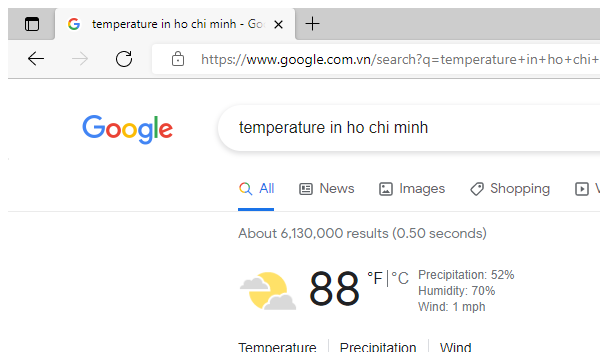 temperature in ho chi minh - Go
https://www.google.com.vn/search?q=temperature+in+ho+chi+
Google
temperature in ho chi minh
All News Images Shopping V
About 6,130,000 results (0.50 seconds)
88 °F | °C
Precipitation: 52%
Humidity: 70%
Wind: 1 mph
Temperature Precipitation Wind